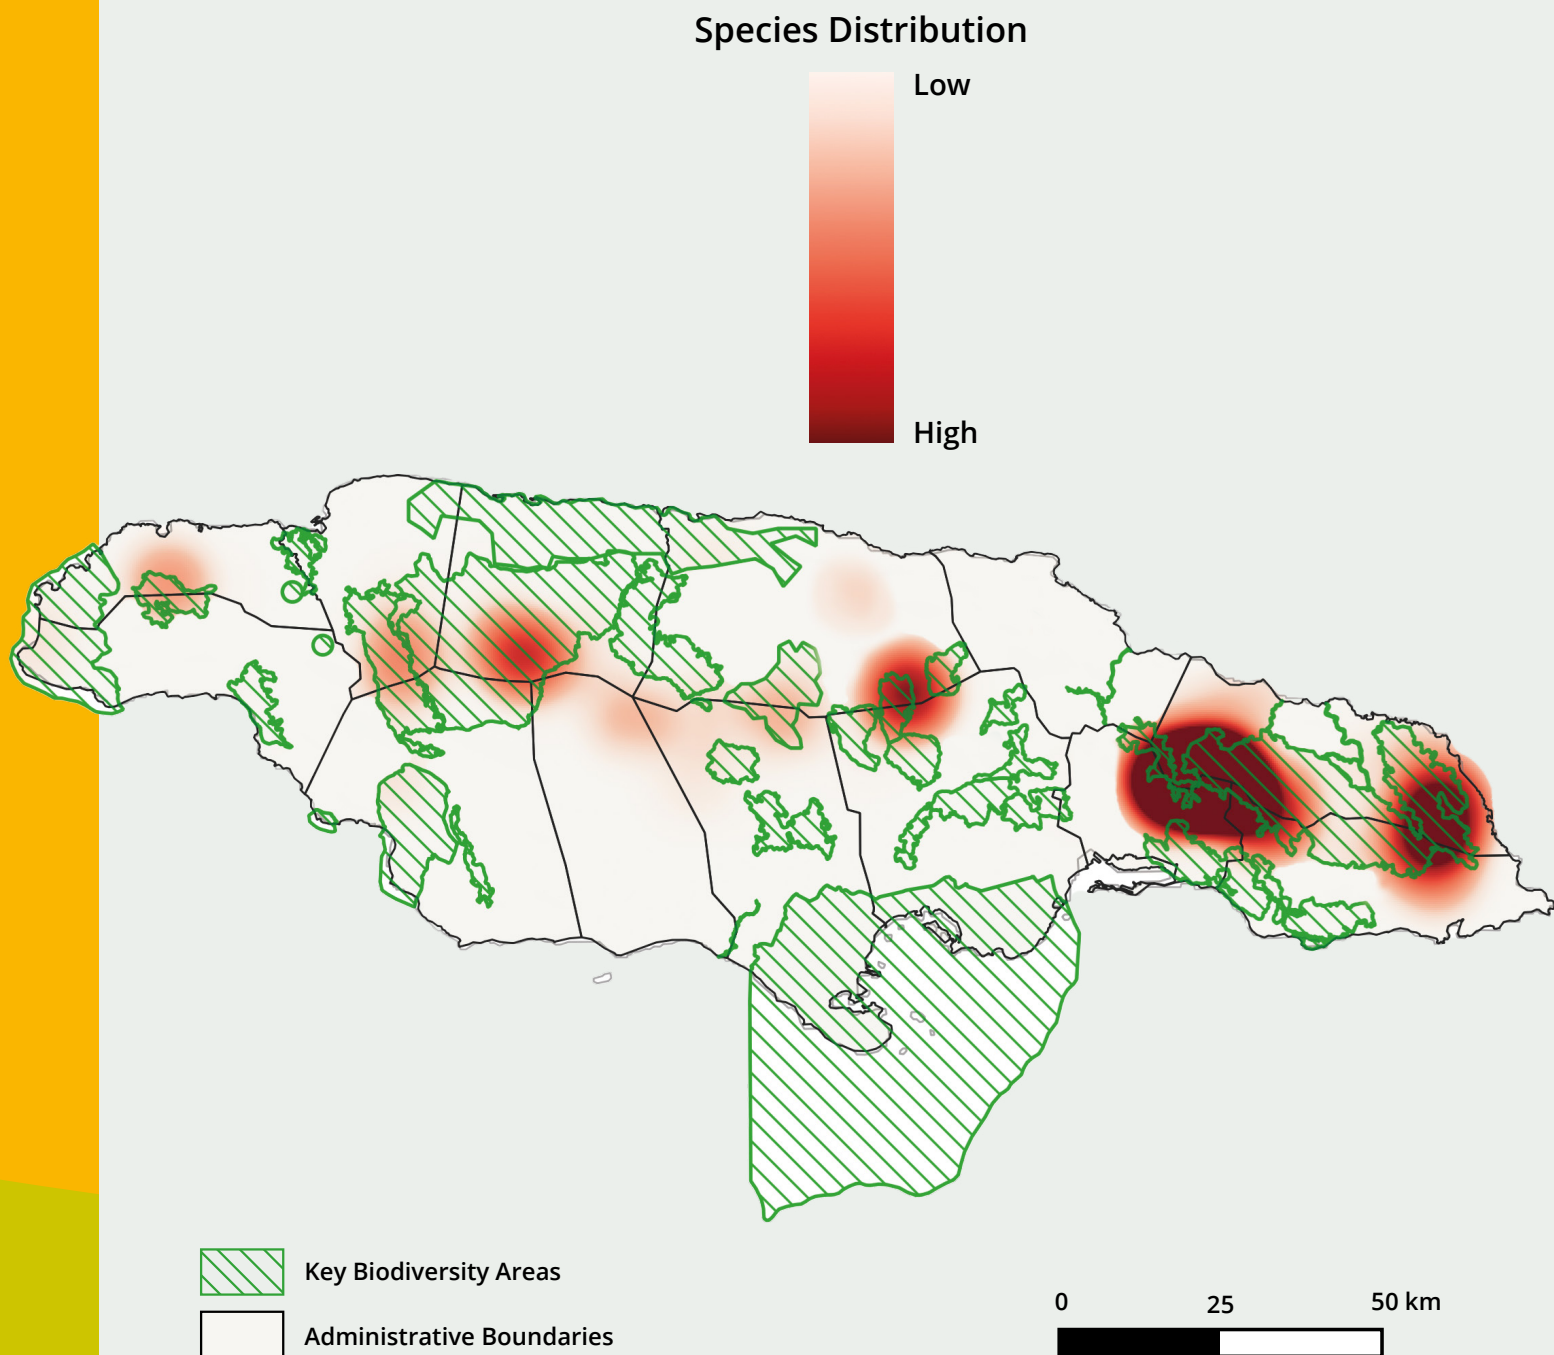 Species Distribution
Low
High
Key Biodiversity Areas
Administrative Boundaries
0 25 50 km